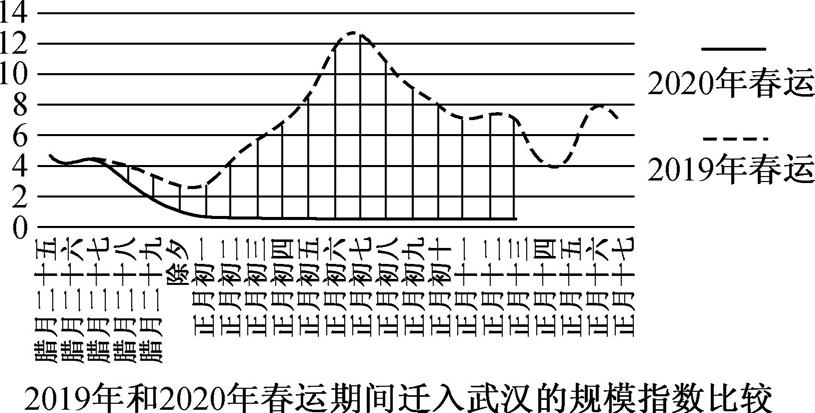 14
12
10
8
6
4
2
0
2020年春运
2019年春运
腊月二十五
腊月二十六
腊月二十七
腊月二十八
腊月二十九
除夕
正月初一
正月初二
正月初三
正月初四
正月初五
正月初六
正月初七
正月初八
正月初九
正月初十
正月十一
正月十二
正月十三
正月十四
正月十五
正月十六
正月十七
2019年和2020年春运期间迁入武汉的规模指数比较